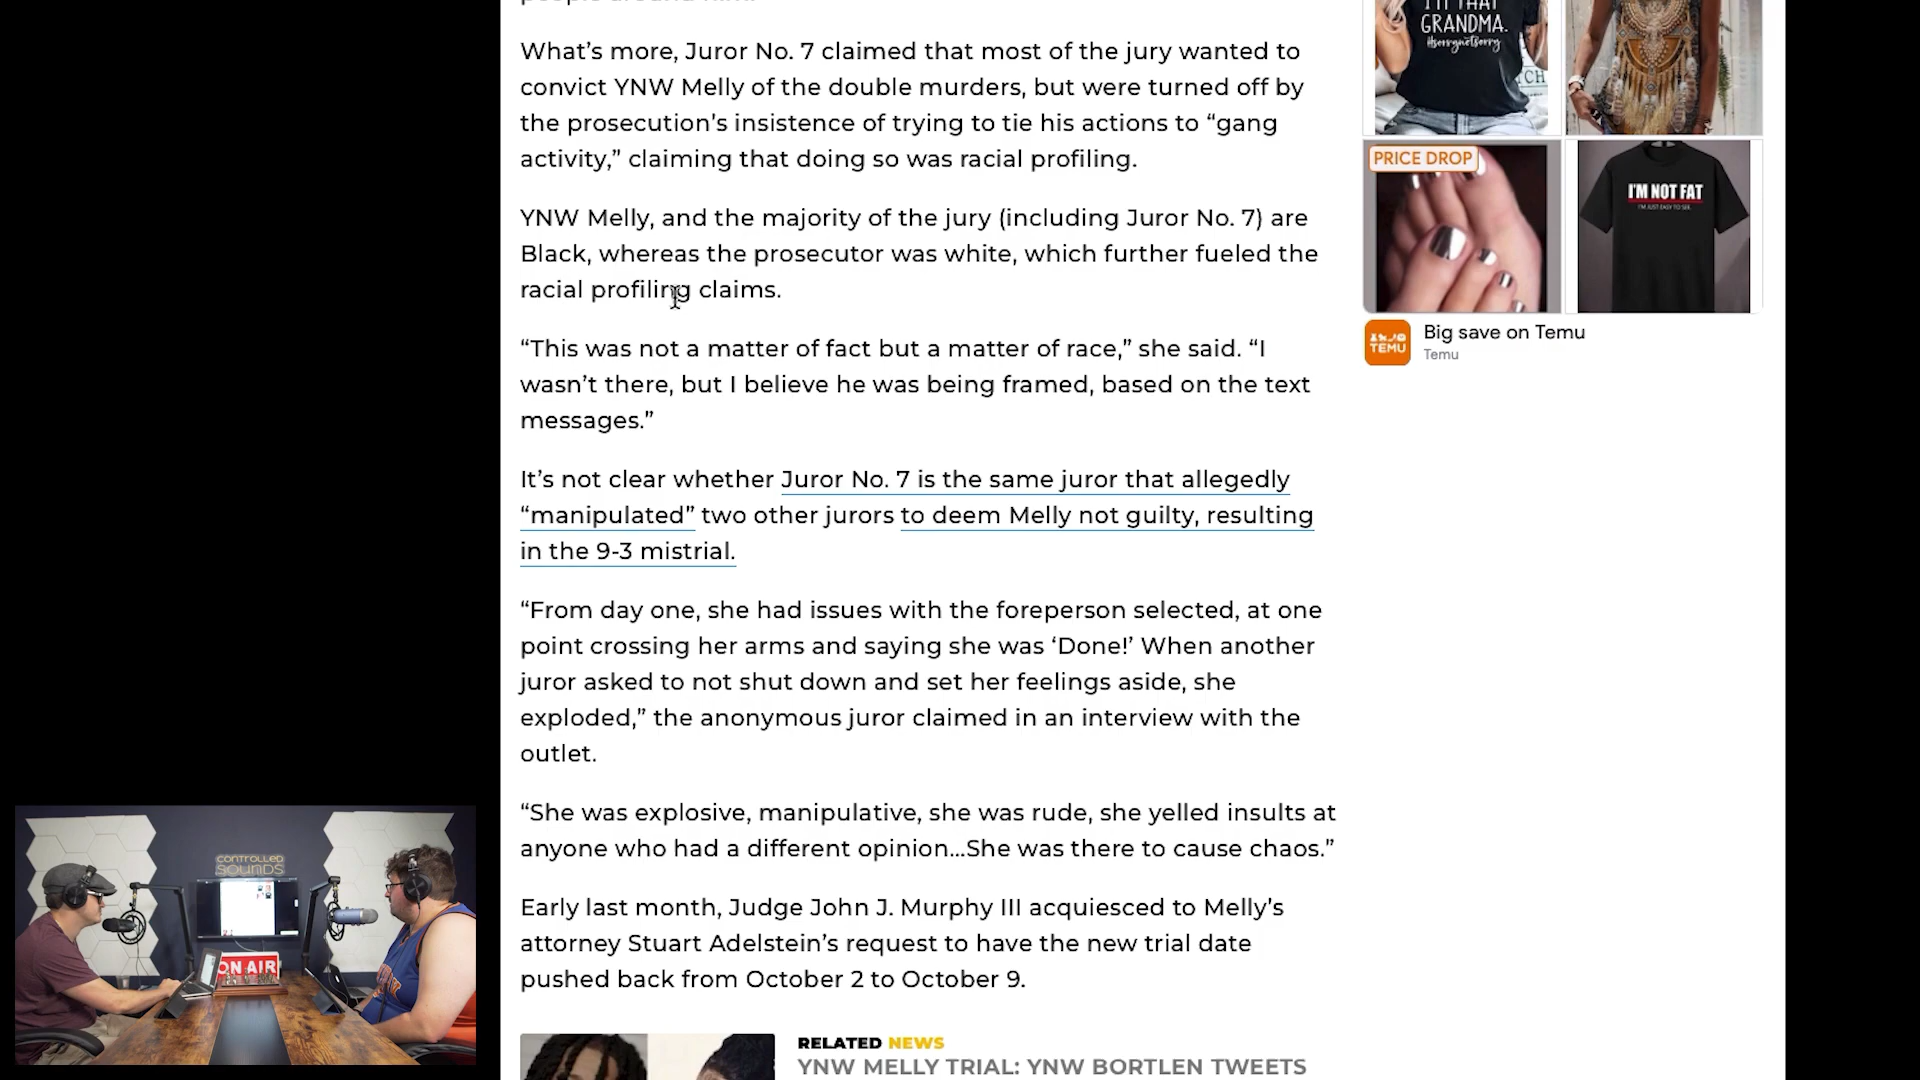 What’s more, Juror No. 7 claimed that most of the jury wanted to
convict YNW Melly of the double murders, but were turned off by
the prosecution’s insistence of trying to tie his actions to “gang
activity,” claiming that doing so was racial profiling.
YNW Melly, and the majority of the jury (including Juror No. 7) are
Black, whereas the prosecutor was white, which further fueled the
racial profiling claims.
“This was not a matter of fact but a matter of race,” she said. “I
wasn’t there, but I believe he was being framed, based on the text
messages.”
It’s not clear whether Juror No. 7 is the same juror that allegedly
“manipulated” two other jurors to deem Melly not guilty, resulting
in the 9-3 mistrial.
“From day one, she had issues with the foreperson selected, at one
point crossing her arms and saying she was ‘Done!’ When another
juror asked to not shut down and set her feelings aside, she
exploded,” the anonymous juror claimed in an interview with the
outlet.
“She was explosive, manipulative, she was rude, she yelled insults at
anyone who had a different opinion…She was there to cause chaos.”
Early last month, Judge John J. Murphy III acquiesced to Melly’s
attorney Stuart Adelstein’s request to have the new trial date
pushed back from October 2 to October 9.
RELATED NEWS
YNW MELLY TRIAL: YNW BORTLEN TWEETS
GRANDMA.
#sorrynotsorry
PRICE DROP
I'M NOT FAT
I'M JUST EASY TO SEE.
TEMU
Big save on Temu
Temu
CONTROLLED
SOUNDS
ON AIR